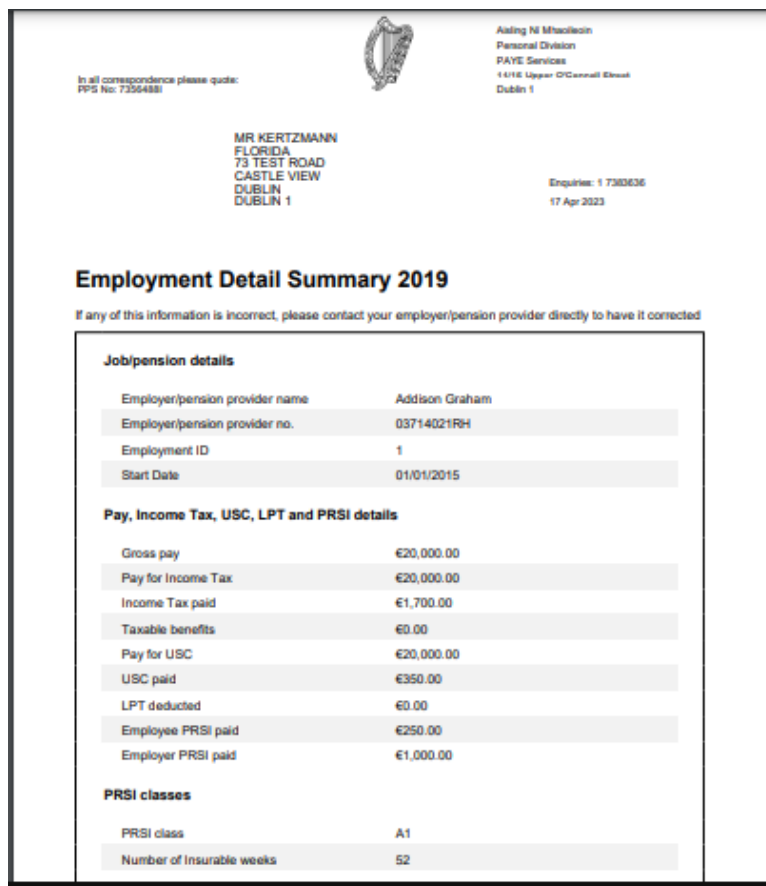 Aisling Ni Mhaoileoin
Personal Division
PAYE Services
14/16 Upper O'Connell Street
Dublin 1
In all correspondence please quote:
PPS No: 7356488I
MR KERTZMANN
FLORIDA
73 TEST ROAD
CASTLE VIEW
DUBLIN
DUBLIN 1
Enquiries: 1 7383636
17 Apr 2023
Employment Detail Summary 2019
If any of this information is incorrect, please contact your employer/pension provider directly to have it corrected
Job/pension details
Employer/pension provider name Addison Graham
Employer/pension provider no. 03714021RH
Employment ID 1
Start Date 01/01/2015
Pay, Income Tax, USC, LPT and PRSI details
Gross pay €20,000.00
Pay for Income Tax €20,000.00
Income Tax paid €1,700.00
Taxable benefits €0.00
Pay for USC €20,000.00
USC paid €350.00
LPT deducted €0.00
Employee PRSI paid €250.00
Employer PRSI paid €1,000.00
PRSI classes
PRSI class A1
Number of Insurable weeks 52